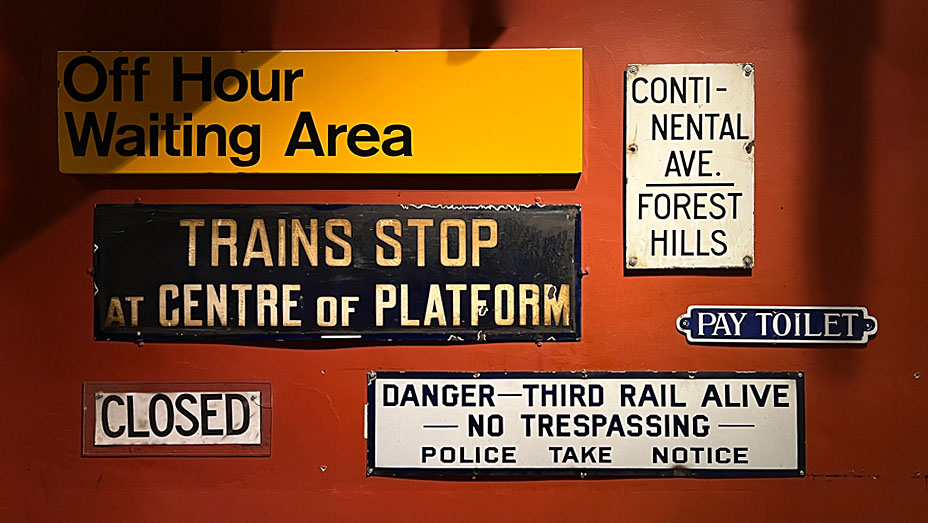 Off Hour
Waiting Area
CONTI-
NENTAL
AVE.
FOREST
HILLS
TRAINS STOP
AT CENTRE OF PLATFORM
PAY TOILET
CLOSED
DANGER—THIRD RAIL ALIVE
— NO TRESPASSING —
POLICE TAKE NOTICE